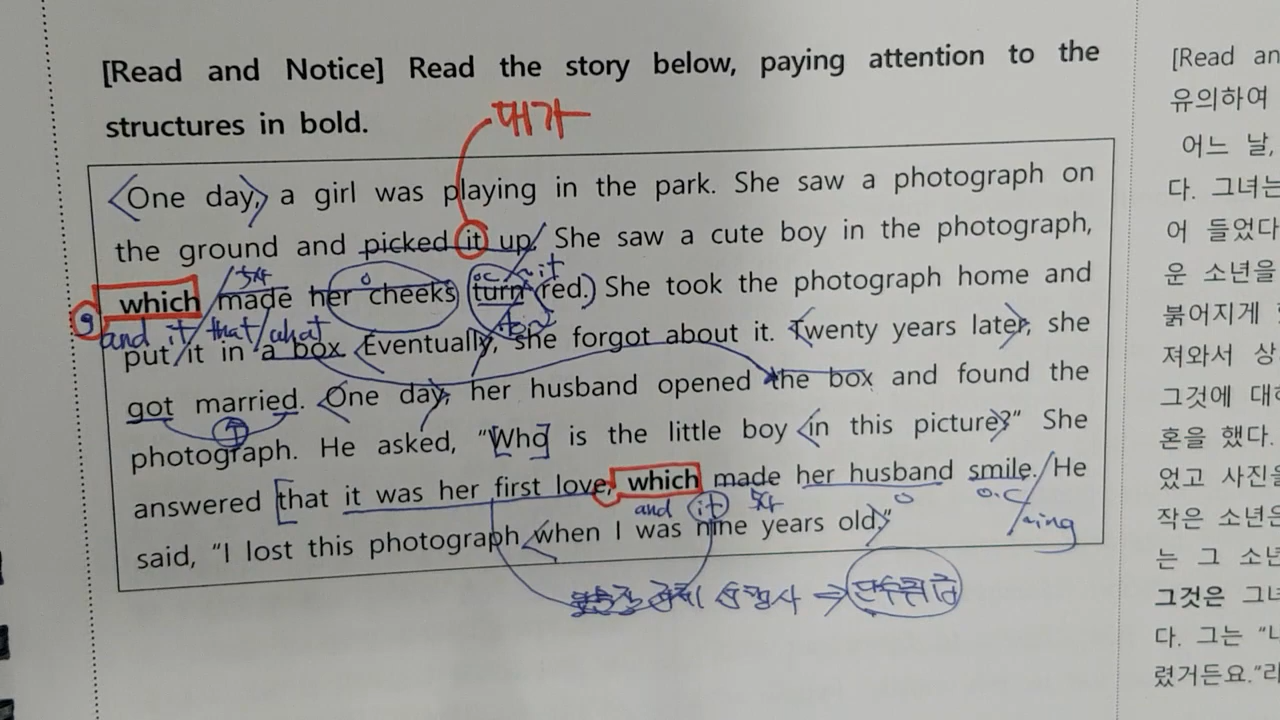 [Read and Notice] Read the story below, paying attention to the
structures in bold.
대가
One day, a girl was playing in the park. She saw a photograph on
the ground and picked it up. She saw a cute boy in the photograph,
which made her cheeks turn red. She took the photograph home and
and it that/what
put it in a box. Eventually, she forgot about it. Twenty years later, she
got married. One day, her husband opened the box and found the
photograph. He asked, "Who is the little boy in this picture?" She
answered that it was her first love, which made her husband smile. He
and it o o.c
said, "I lost this photograph when I was nine years old."
⇒ 단수취급
[Read an
유의하여
어느 날,
다. 그녀는
어 들었다
운 소년을
붉어지게
져와서 상
그것에 대해
혼을 했다.
었고 사진을
작은 소년은
는 그 소년
그것은 그녀
다. 그는 "내
렸거든요."라